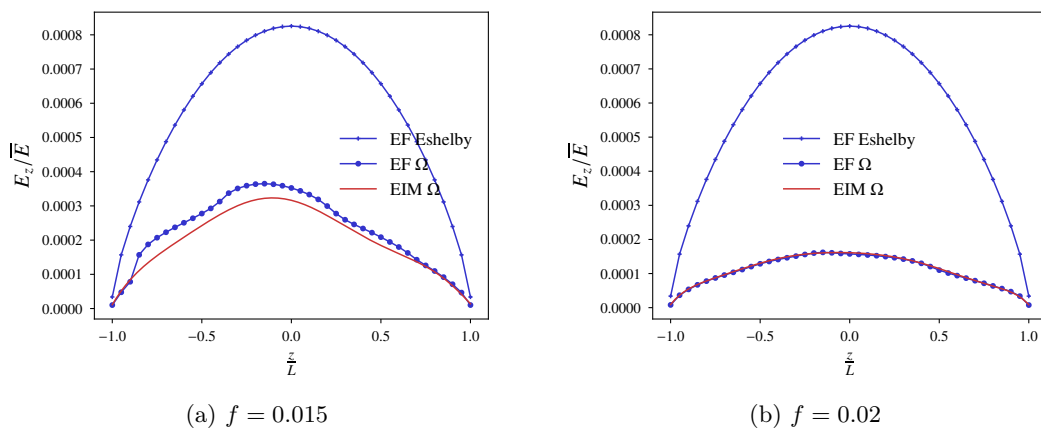 E_z/\overline{E}
0.0008
0.0007
0.0006
0.0005
0.0004
0.0003
0.0002
0.0001
0.0000
EF Eshelby
EF Ω
EIM Ω
−1.0 −0.5 0.0 0.5 1.0
z/L
(a) f = 0.015
E_z/\overline{E}
0.0008
0.0007
0.0006
0.0005
0.0004
0.0003
0.0002
0.0001
0.0000
EF Eshelby
EF Ω
EIM Ω
−1.0 −0.5 0.0 0.5 1.0
z/L
(b) f = 0.02